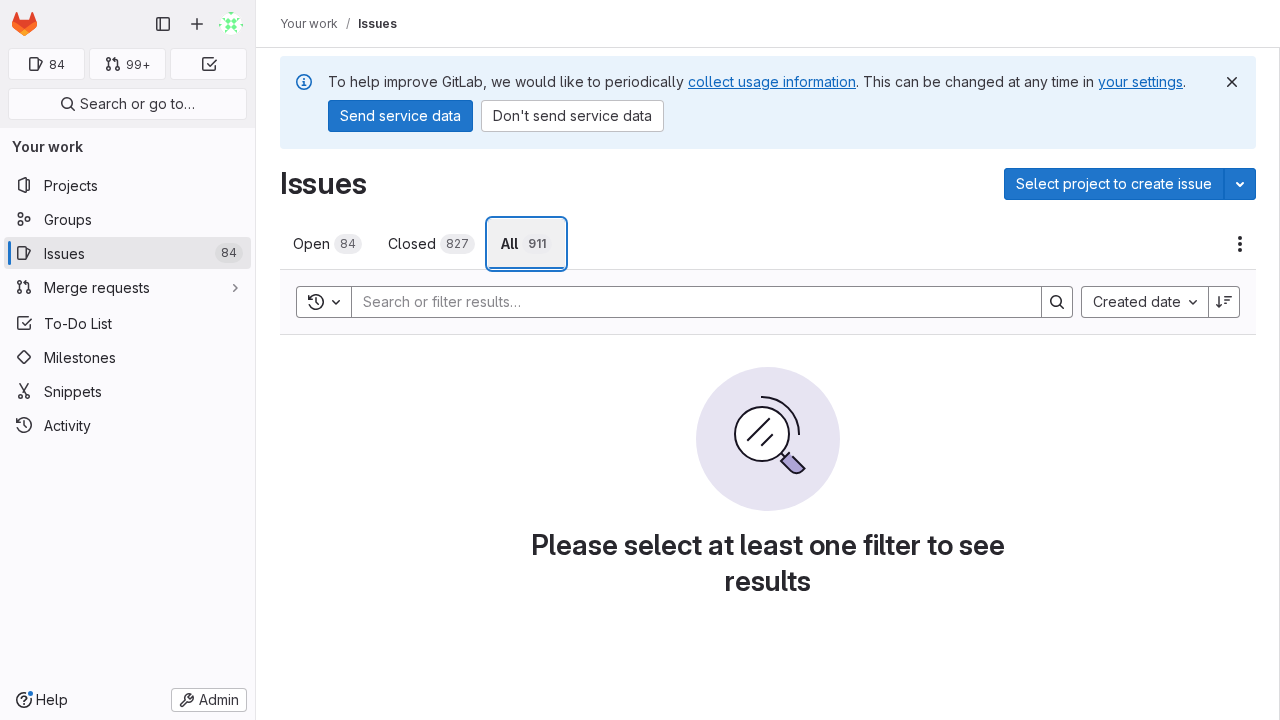 84
99+
Search or go to…
Your work
Projects
Groups
Issues 84
Merge requests
To-Do List
Milestones
Snippets
Activity
Help
Admin
Your work / Issues
To help improve GitLab, we would like to periodically collect usage information. This can be changed at any time in your settings.
Send service data
Don't send service data
Issues
Select project to create issue
Open 84
Closed 827
All 911
Search or filter results…
Created date
Please select at least one filter to see
results